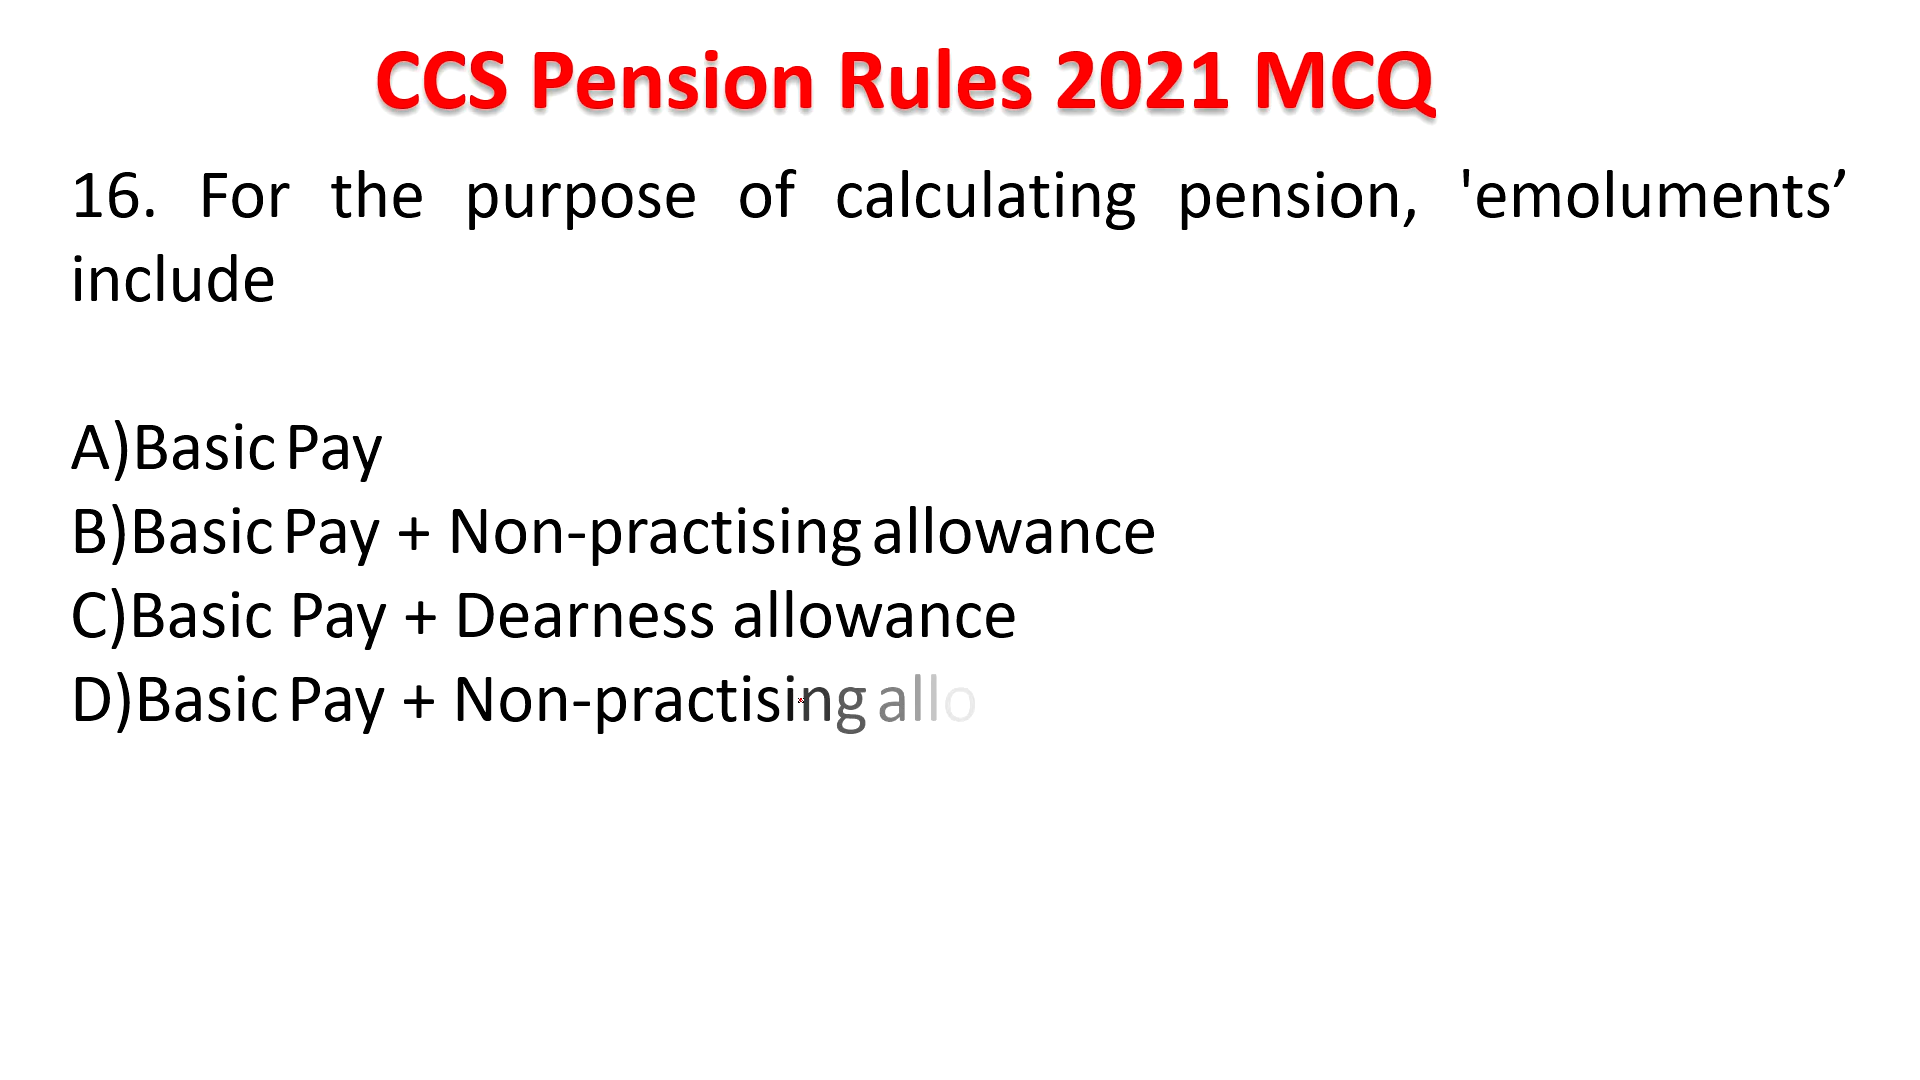 CCS Pension Rules 2021 MCQ
16. For the purpose of calculating pension, 'emoluments’
include
A)Basic Pay
B)Basic Pay + Non-practising allowance
C)Basic Pay + Dearness allowance
D)Basic Pay + Non-practising allo